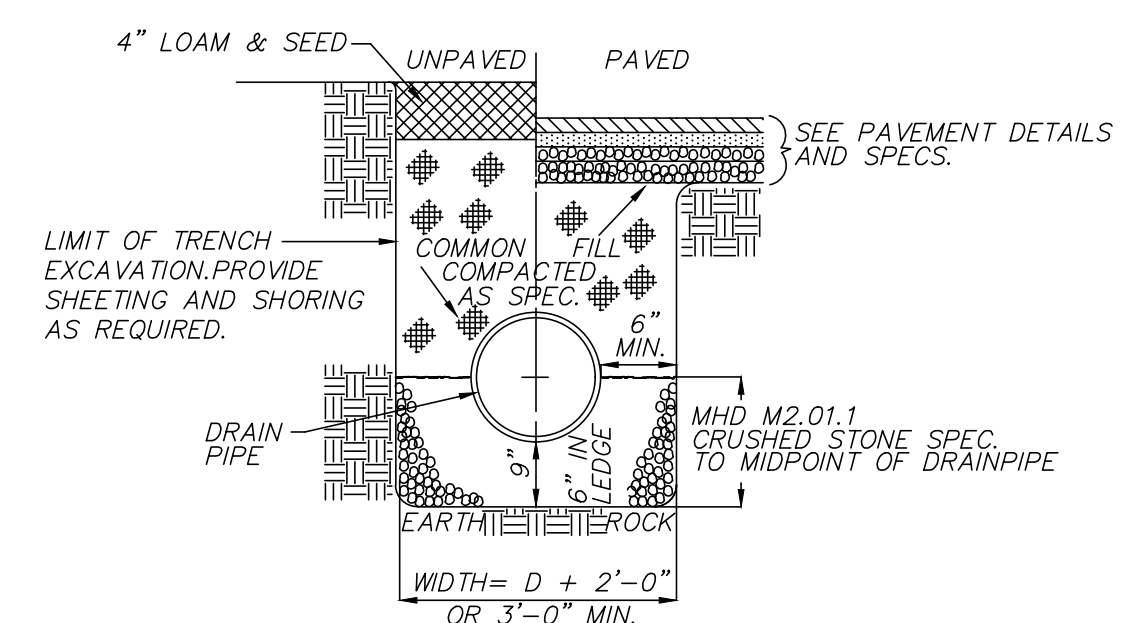 4” LOAM & SEED
UNPAVED
PAVED
SEE PAVEMENT DETAILS
AND SPECS.
LIMIT OF TRENCH
EXCAVATION.PROVIDE
SHEETING AND SHORING
AS REQUIRED.
COMMON FILL
COMPACTED
AS SPEC.
6”
MIN.
DRAIN
PIPE
9”
6” IN
LEDGE
MHD M2.01.1
CRUSHED STONE SPEC.
TO MIDPOINT OF DRAINPIPE
EARTH
ROCK
WIDTH= D + 2’-0”
OR 3’-0” MIN.